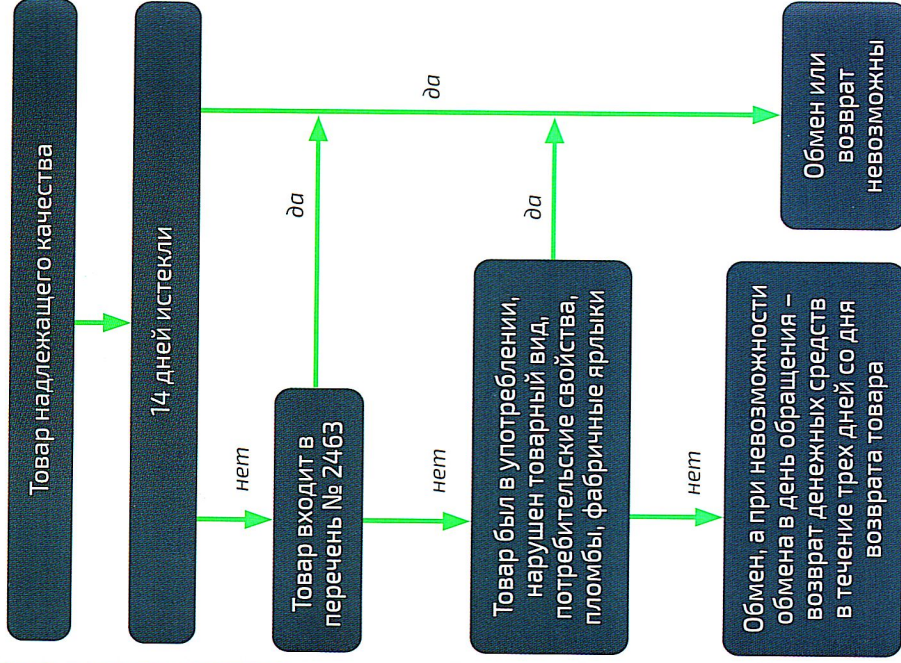 Товар надлежащего качества
14 дней истекли
нет
да
Товар входит в
перечень № 2463
да
нет
Товар был в употреблении,
нарушен товарный вид,
потребительские свойства,
пломбы, фабричные ярлыки
да
нет
Обмен, а при невозможности
обмена в день обращения –
возврат денежных средств
в течение трех дней со дня
возврата товара
Обмен или
возврат
невозможны